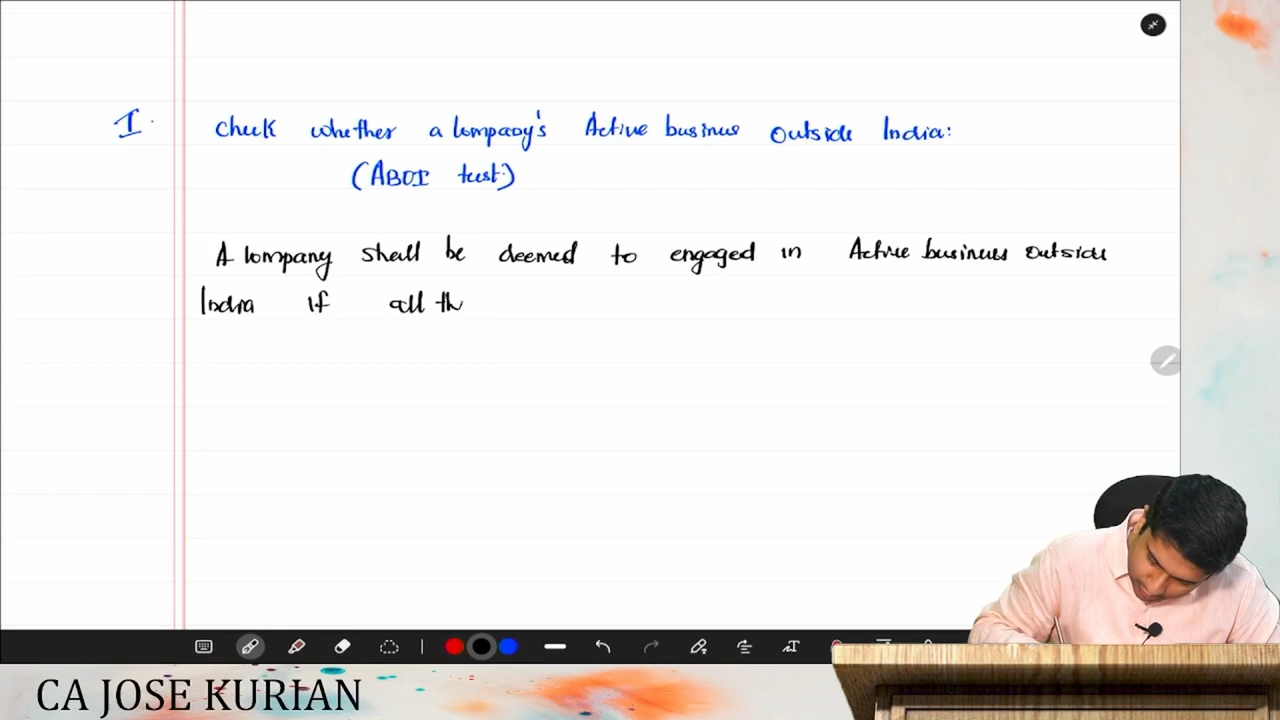 I. Check whether a Company's Active business outside India:
(ABOI test)
A Company shall be deemed to engaged in Active business outside
India if all th
CA JOSE KURIAN